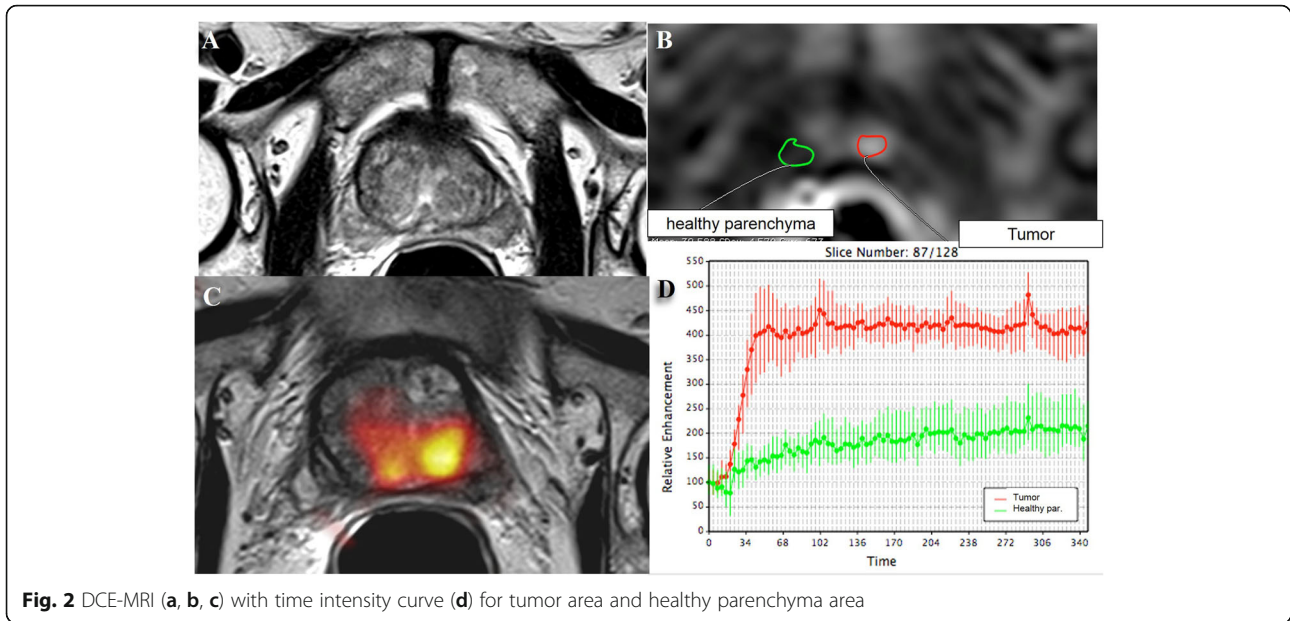 A
B
healthy parenchyma
Tumor
C
D
Slice Number: 87/128
Relative Enhancement
550
500
450
400
350
300
250
200
150
100
50
0
0 34 68 102 136 170 204 238 272 306 340
Time
Tumor
Healthy par.
Fig. 2 DCE-MRI (a, b, c) with time intensity curve (d) for tumor area and healthy parenchyma area